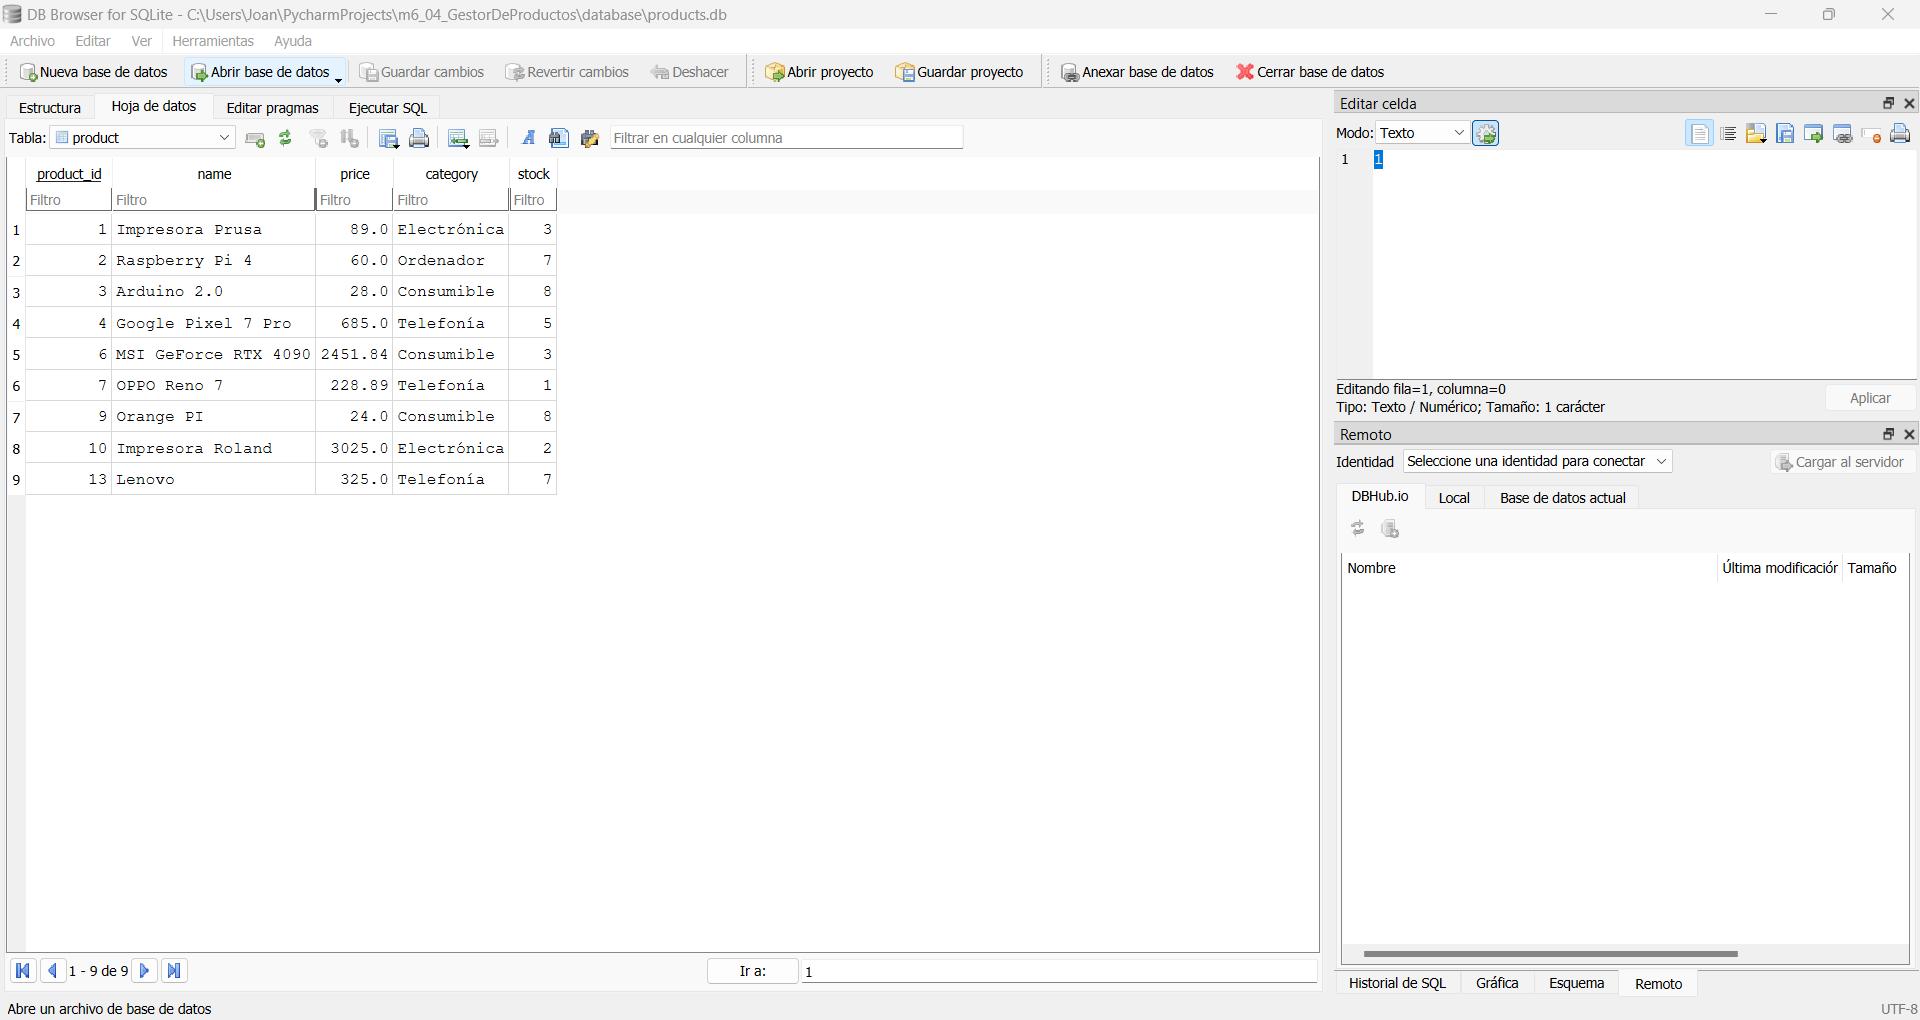 DB Browser for SQLite - C:\Users\Joan\PycharmProjects\m6_04_GestorDeProductos\database\products.db
Archivo Editar Ver Herramientas Ayuda
Nueva base de datos Abrir base de datos Guardar cambios Revertir cambios Deshacer Abrir proyecto Guardar proyecto Anexar base de datos Cerrar base de datos
Estructura Hoja de datos Editar pragmas Ejecutar SQL
Tabla: product Filtrar en cualquier columna
product_id name price category stock
Filtro Filtro Filtro Filtro Filtro
1 1 Impresora Prusa 89.0 Electrónica 3
2 2 Raspberry Pi 4 60.0 Ordenador 7
3 3 Arduino 2.0 28.0 Consumible 8
4 4 Google Pixel 7 Pro 685.0 Telefonía 5
5 6 MSI GeForce RTX 4090 2451.84 Consumible 3
6 7 OPPO Reno 7 228.89 Telefonía 1
7 9 Orange PI 24.0 Consumible 8
8 10 Impresora Roland 3025.0 Electrónica 2
9 13 Lenovo 325.0 Telefonía 7
1 - 9 de 9 Ir a: 1
Abre un archivo de base de datos
Editar celda
Modo: Texto
1 1
Editando fila=1, columna=0
Tipo: Texto / Numérico; Tamaño: 1 carácter
Aplicar
Remoto
Identidad Seleccione una identidad para conectar Cargar al servidor
DBHub.io Local Base de datos actual
Nombre Última modificaciór Tamaño
Historial de SQL Gráfica Esquema Remoto
UTF-8